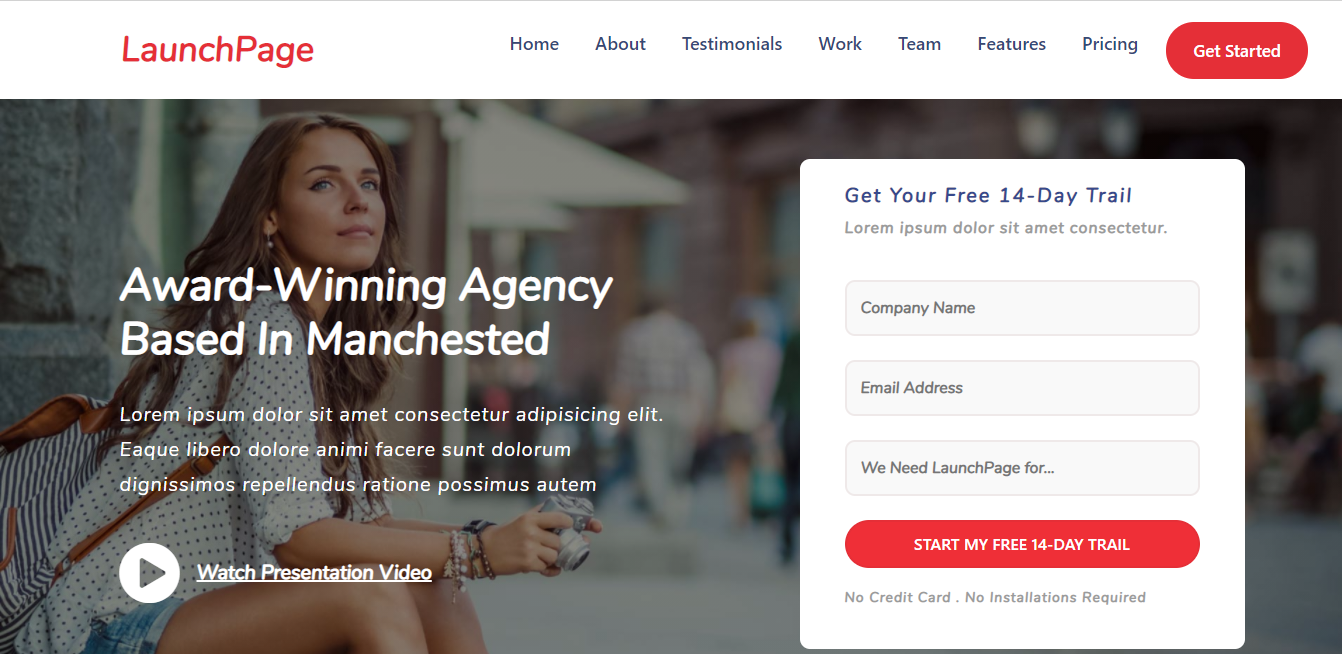 LaunchPage
Home About Testimonials Work Team Features Pricing Get Started
Award-Winning Agency
Based In Manchested
Lorem ipsum dolor sit amet consectetur adipisicing elit.
Eaque libero dolore animi facere sunt dolorum
dignissimos repellendus ratione possimus autem
Watch Presentation Video
Get Your Free 14-Day Trail
Lorem ipsum dolor sit amet consectetur.
Company Name
Email Address
We Need LaunchPage for...
START MY FREE 14-DAY TRAIL
No Credit Card . No Installations Required